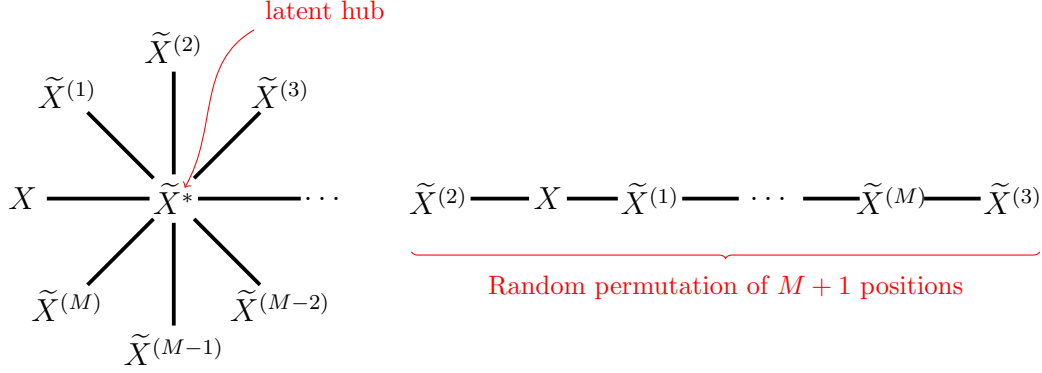 latent hub
X̃^(2)
X̃^(1)
X̃^(3)
X
X̃*
···
X̃^(M)
X̃^(M−2)
X̃^(M−1)
X̃^(2) X X̃^(1) ··· X̃^(M) X̃^(3)
Random permutation of M + 1 positions